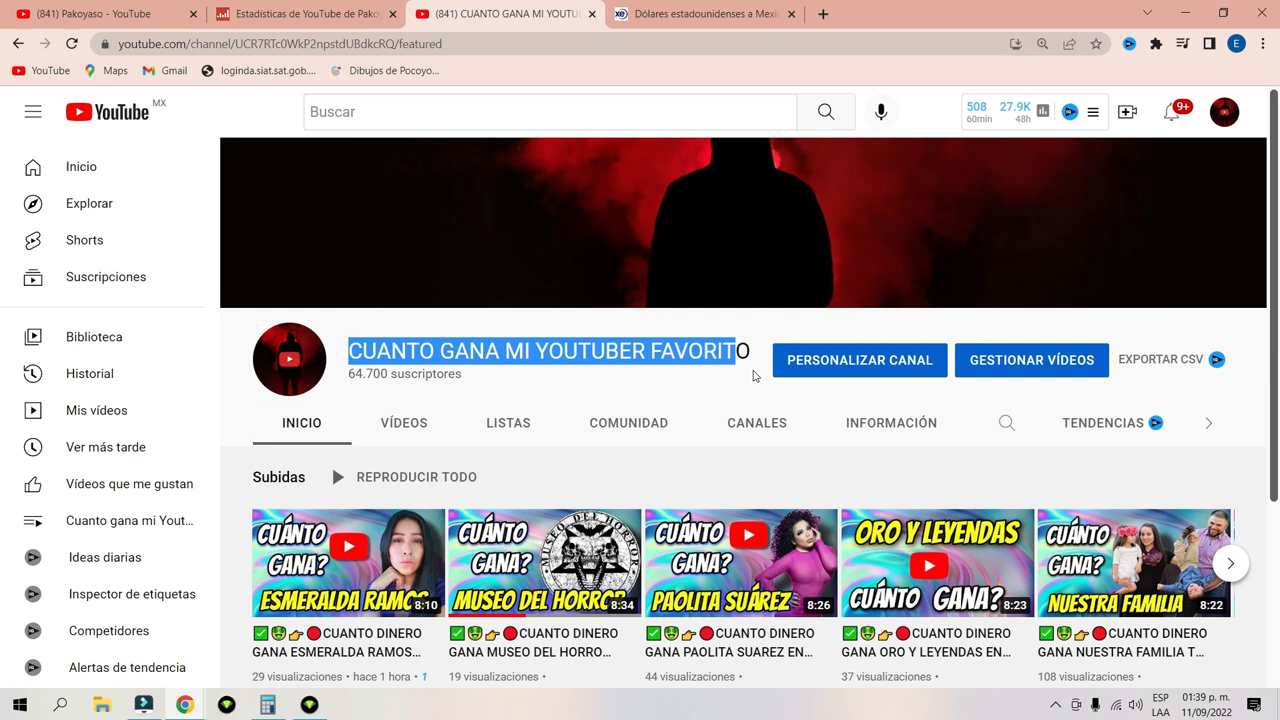 (841) Pakoyaso - YouTube
Estadísticas de YouTube de Pako
(841) CUANTO GANA MI YOUTU
Dólares estadounidenses a Mexi
youtube.com/channel/UCR7RTc0WkP2npstdUBdkcRQ/featured
E
YouTube
Maps
Gmail
loginda.siat.sat.gob....
Dibujos de Pocoyo...
YouTube MX
Buscar
508
60min
27.9K
48h
9+
Inicio
Explorar
Shorts
Suscripciones
Biblioteca
Historial
Mis vídeos
Ver más tarde
Vídeos que me gustan
Cuanto gana mi Yout...
Ideas diarias
Inspector de etiquetas
Competidores
Alertas de tendencia
CUANTO GANA MI YOUTUBER FAVORITO
64.700 suscriptores
PERSONALIZAR CANAL
GESTIONAR VÍDEOS
EXPORTAR CSV
INICIO
VÍDEOS
LISTAS
COMUNIDAD
CANALES
INFORMACIÓN
TENDENCIAS
Subidas
REPRODUCIR TODO
CUÁNTO
GANA?
ESMERALDA RAMOS
8:10
CUANTO DINERO
GANA ESMERALDA RAMOS...
29 visualizaciones • hace 1 hora • 1
CUÁNTO
GANA?
MUSEO DEL HORROR
MUSEO DEL HORROR
8:34
CUANTO DINERO
GANA MUSEO DEL HORRO...
19 visualizaciones •
CUÁNTO
GANA?
PAOLITA SUÁREZ
8:26
CUANTO DINERO
GANA PAOLITA SUAREZ EN...
44 visualizaciones •
ORO Y LEYENDAS
CUÁNTO GANA?
8:23
CUANTO DINERO
GANA ORO Y LEYENDAS EN...
37 visualizaciones •
CUÁNTO
GANA?
NUESTRA FAMILIA
8:22
CUANTO DINERO
GANA NUESTRA FAMILIA T...
108 visualizaciones •
ESP
LAA
01:39 p. m.
11/09/2022